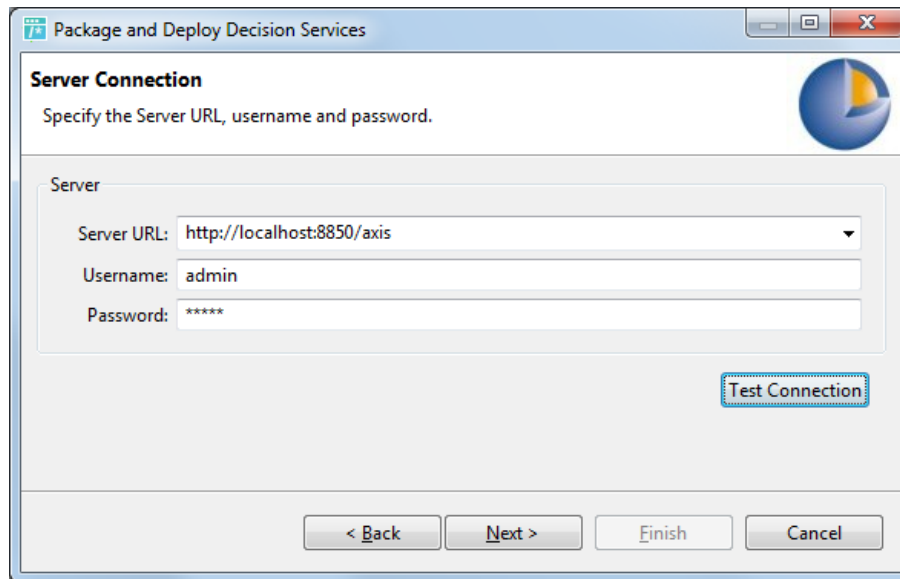 Package and Deploy Decision Services
Server Connection
Specify the Server URL, username and password.
Server
Server URL: http://localhost:8850/axis
Username: admin
Password: *****
Test Connection
< Back Next > Finish Cancel